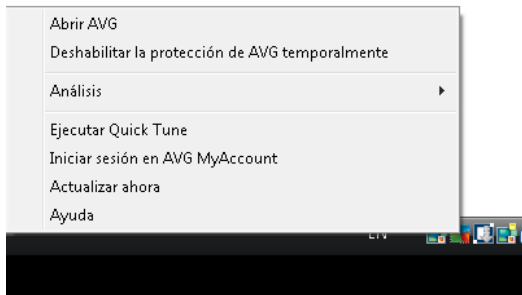 Abrir AVG
Deshabilitar la protección de AVG temporalmente
Análisis
Ejecutar Quick Tune
Iniciar sesión en AVG MyAccount
Actualizar ahora
Ayuda
EN